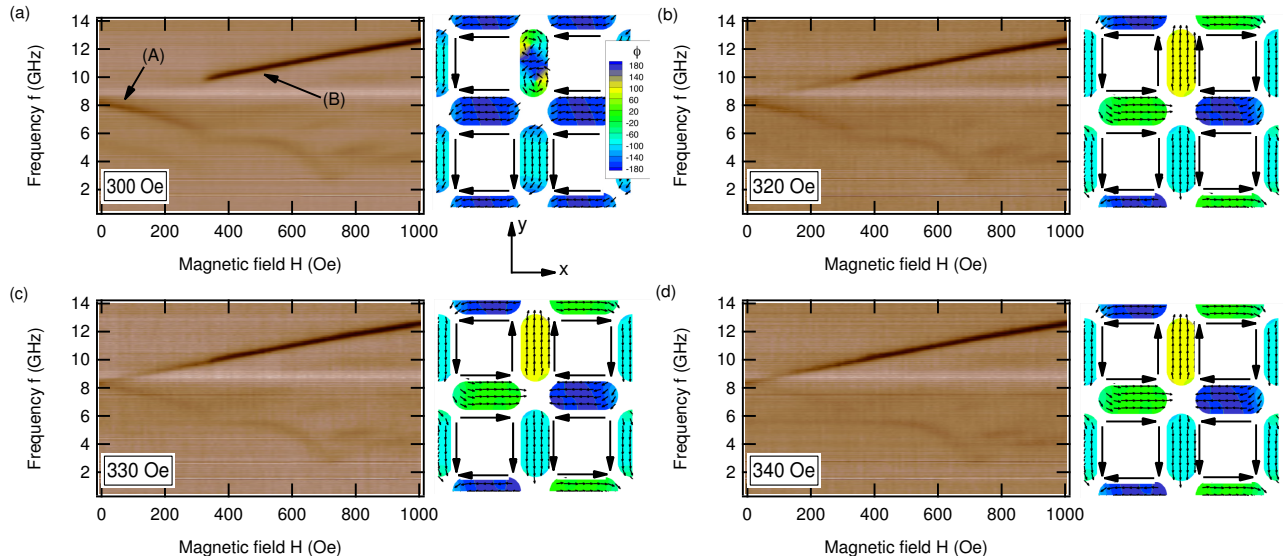 (a)
14
12
10
8
6
4
2
Frequency f (GHz)
(A)
(B)
300 Oe
0
200
400
600
800
1000
Magnetic field H (Oe)
ϕ
180
140
100
60
20
-20
-60
-100
-140
-180
y
x
(b)
14
12
10
8
6
4
2
Frequency f (GHz)
320 Oe
0
200
400
600
800
1000
Magnetic field H (Oe)
(c)
14
12
10
8
6
4
2
Frequency f (GHz)
330 Oe
0
200
400
600
800
1000
Magnetic field H (Oe)
(d)
14
12
10
8
6
4
2
Frequency f (GHz)
340 Oe
0
200
400
600
800
1000
Magnetic field H (Oe)